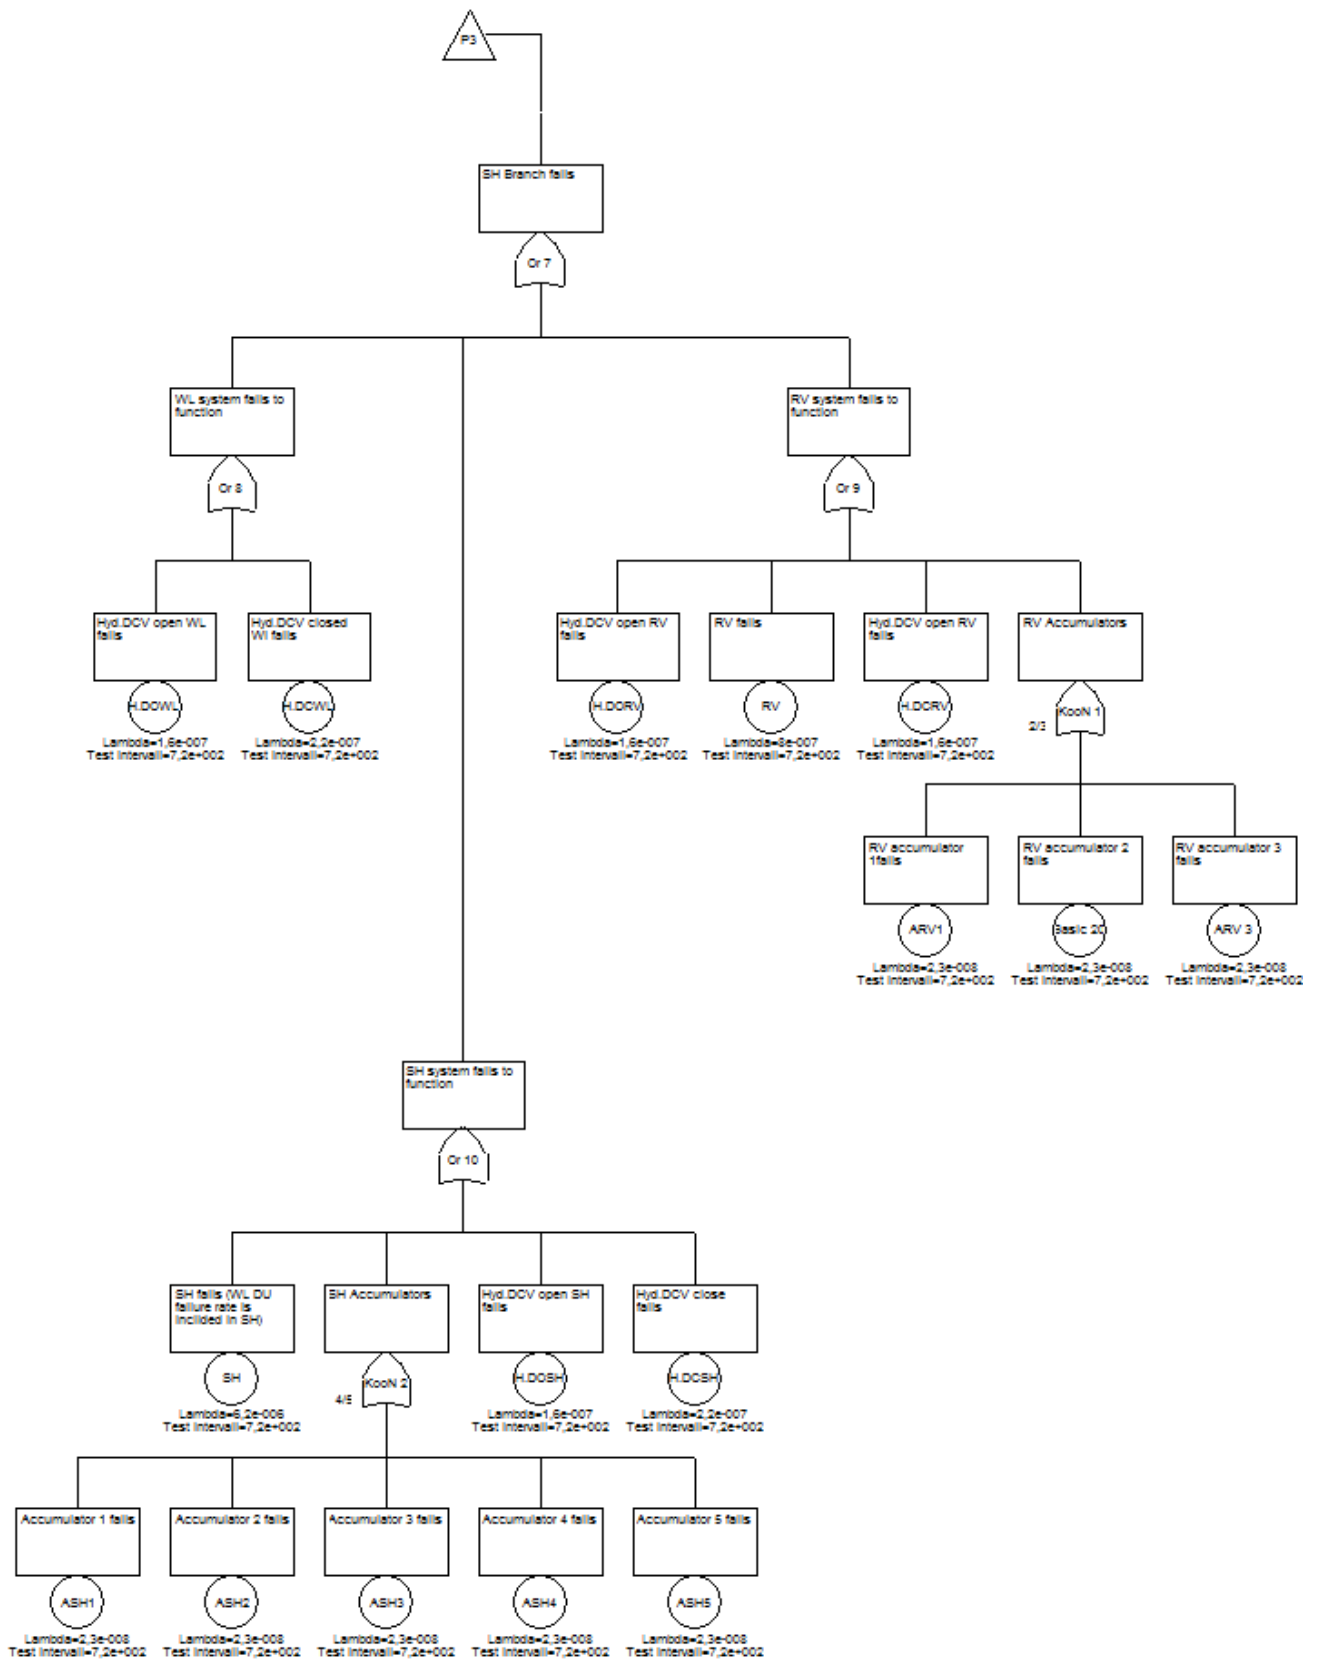 P3
SH Branch fails
Or 7
WL system fails to
function
RV system fails to
function
Or 8
Or 9
Hyd.DCV open WL
fails
Hyd.DCV closed
Wl fails
Hyd.DCV open RV
fails
RV fails
Hyd.DCV open RV
fails
RV Accumulators
H.DOWL
H.DCWL
H.DORV
RV
H.DCRV
KooN 1
2/3
Lambda=1,6e-007
Test Intervall=7,2e+002
Lambda=2,2e-007
Test Intervall=7,2e+002
Lambda=1,6e-007
Test Intervall=7,2e+002
Lambda=8e-007
Test Intervall=7,2e+002
Lambda=1,6e-007
Test Intervall=7,2e+002
RV accumulator
1fails
RV accumulator 2
fails
RV accumulator 3
fails
ARV1
Basic 20
ARV 3
Lambda=2,3e-008
Test Intervall=7,2e+002
Lambda=2,3e-008
Test Intervall=7,2e+002
Lambda=2,3e-008
Test Intervall=7,2e+002
SH system fails to
function
Or 10
SH fails (WL DU
failure rate is
inclided in SH)
SH Accumulators
Hyd.DCV open SH
fails
Hyd.DCV close
fails
SH
KooN 2
4/5
H.DOSH
H.DCSH
Lambda=6,2e-006
Test Intervall=7,2e+002
Lambda=1,6e-007
Test Intervall=7,2e+002
Lambda=2,2e-007
Test Intervall=7,2e+002
Accumulator 1 fails
Accumulator 2 fails
Accumulator 3 fails
Accumulator 4 fails
Accumulator 5 fails
ASH1
ASH2
ASH3
ASH4
ASH5
Lambda=2,3e-008
Test Intervall=7,2e+002
Lambda=2,3e-008
Test Intervall=7,2e+002
Lambda=2,3e-008
Test Intervall=7,2e+002
Lambda=2,3e-008
Test Intervall=7,2e+002
Lambda=2,3e-008
Test Intervall=7,2e+002